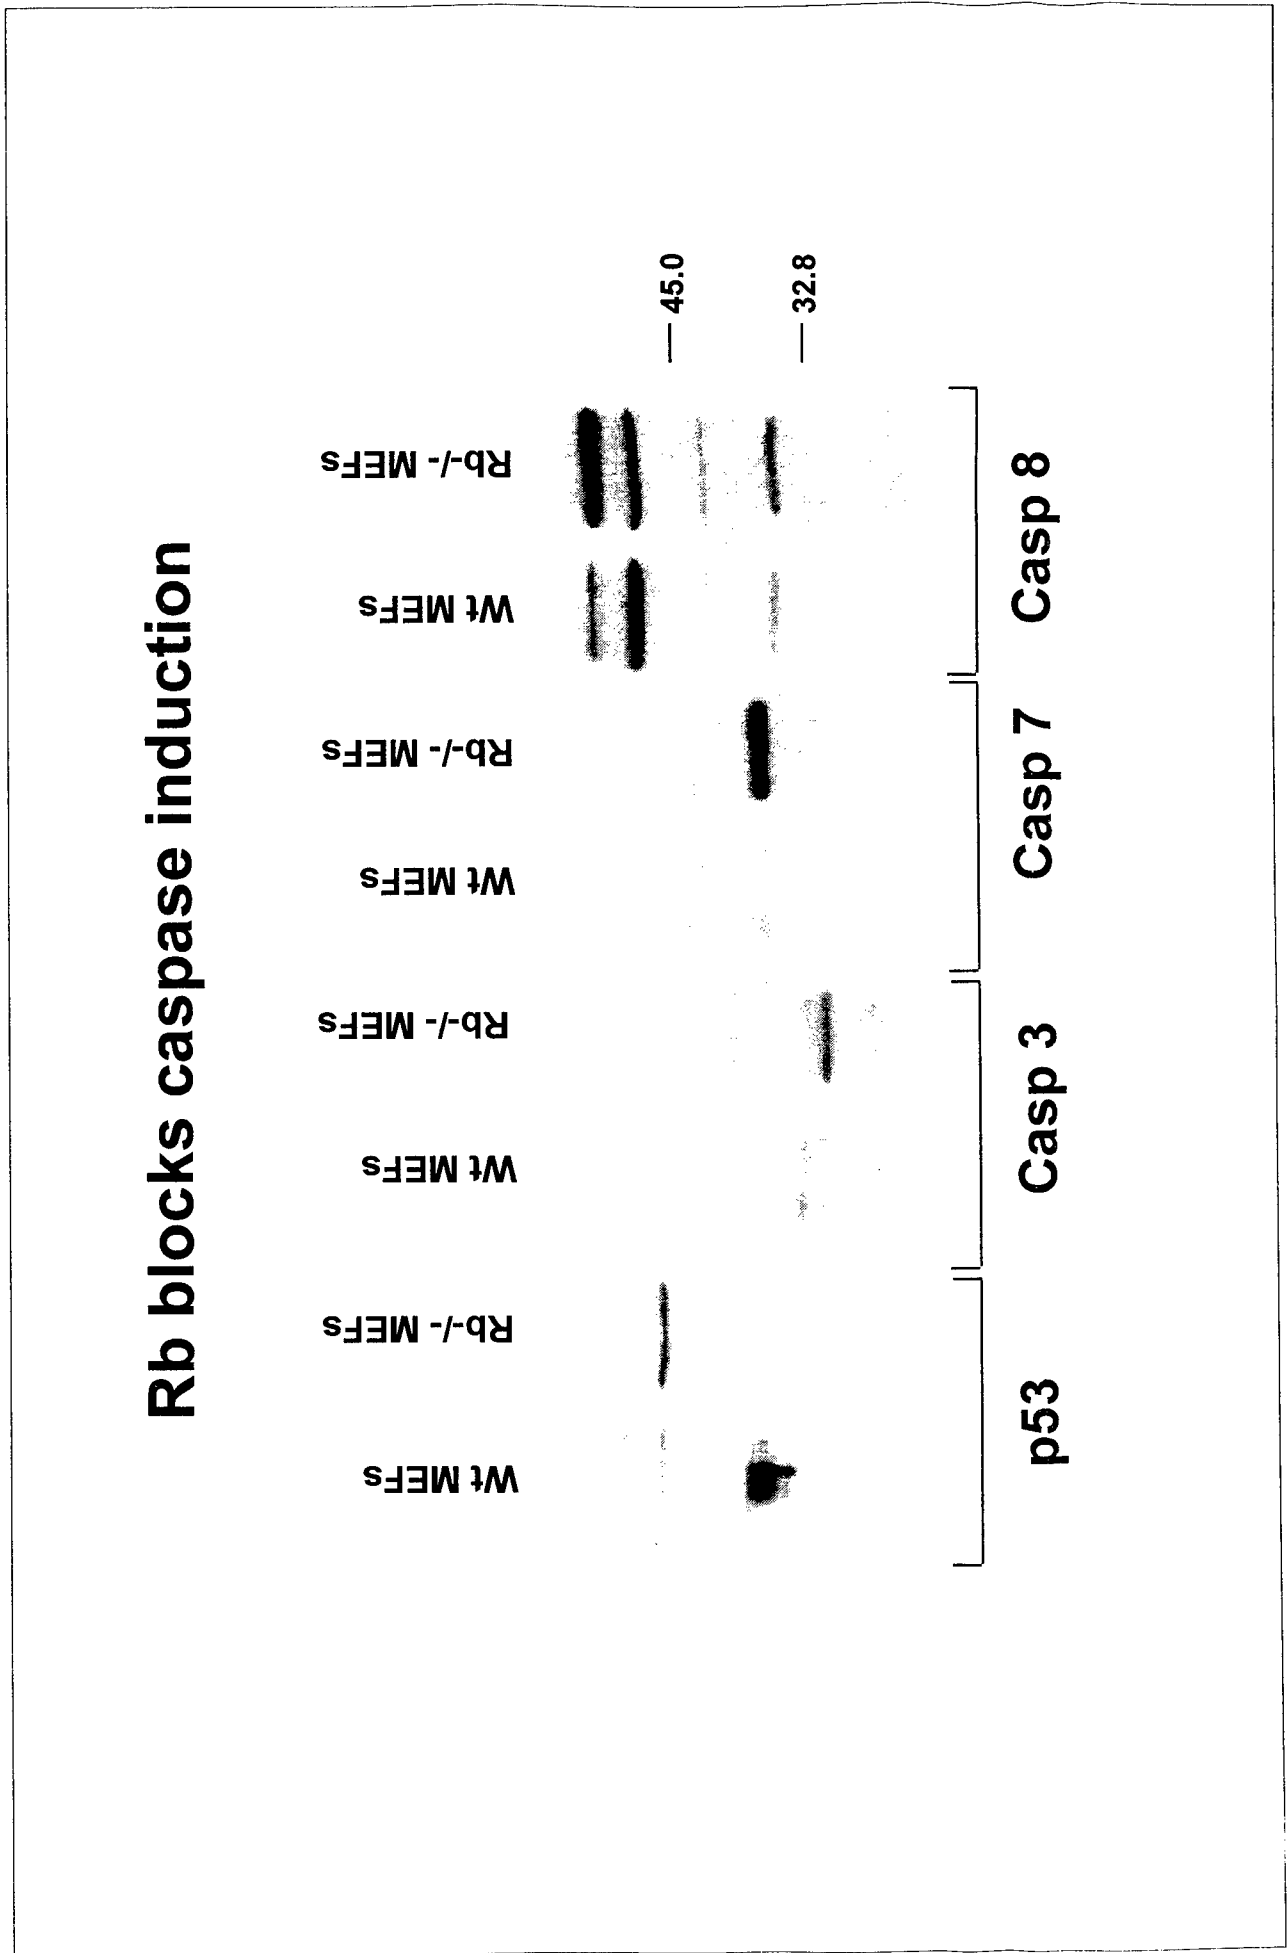 Rb blocks caspase induction
Wt MEFs
Rb-/- MEFs
Wt MEFs
Rb-/- MEFs
Wt MEFs
Rb-/- MEFs
Wt MEFs
Rb-/- MEFs
— 45.0
— 32.8
p53
Casp 3
Casp 7
Casp 8